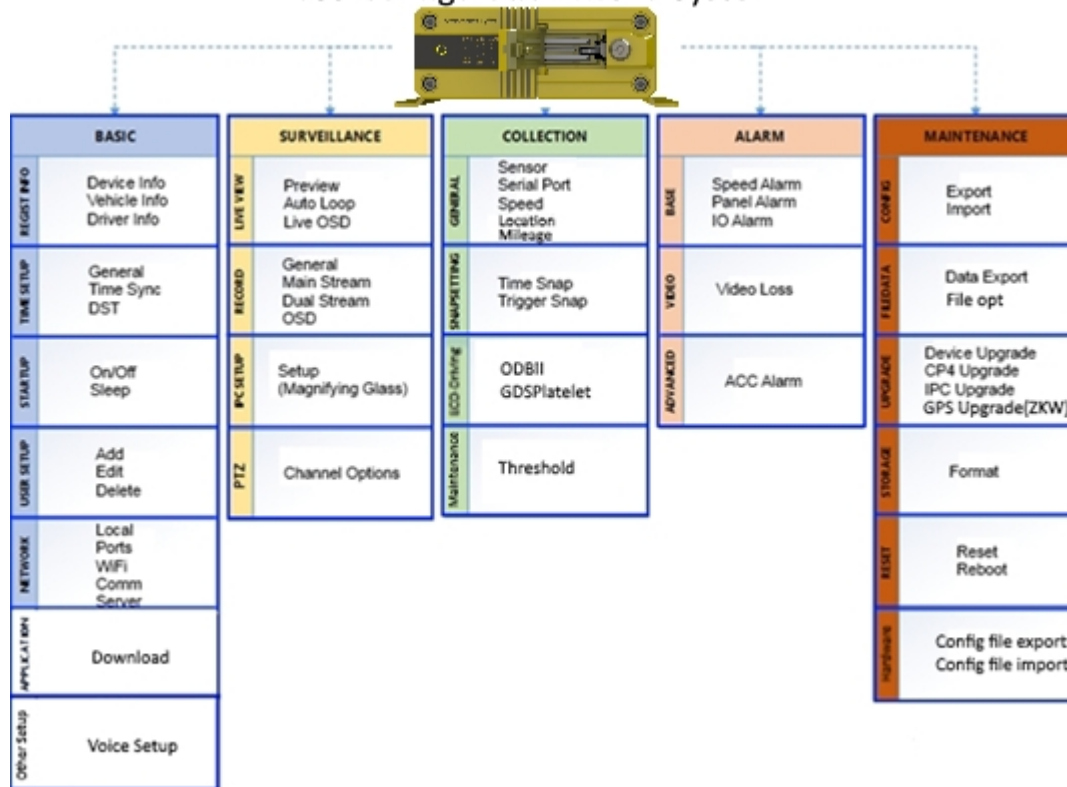 BASIC
REGIST INFO
Device Info
Vehicle Info
Driver Info
TIME SETUP
General
Time Sync
DST
STARTUP
On/Off
Sleep
USER SETUP
Add
Edit
Delete
NETWORK
Local
Ports
WiFi
Comm
Server
APPLICATION
Download
Other Setup
Voice Setup
SURVEILLANCE
LIVE VIEW
Preview
Auto Loop
Live OSD
RECORD
General
Main Stream
Dual Stream
OSD
IPC SETUP
Setup
(Magnifying Glass)
PTZ
Channel Options
COLLECTION
GENERAL
Sensor
Serial Port
Speed
Location
Mileage
SNAPSETTING
Time Snap
Trigger Snap
ECO-Driving
ODBII
GDSPlatelet
Maintenance
Threshold
ALARM
BASE
Speed Alarm
Panel Alarm
IO Alarm
VIDEO
Video Loss
ADVANCED
ACC Alarm
MAINTENANCE
CONFIG
Export
Import
FILEDATA
Data Export
File opt
UPGRADE
Device Upgrade
CP4 Upgrade
IPC Upgrade
GPS Upgrade(ZKW)
STORAGE
Format
RESET
Reset
Reboot
Hardware
Config file export
Config file import